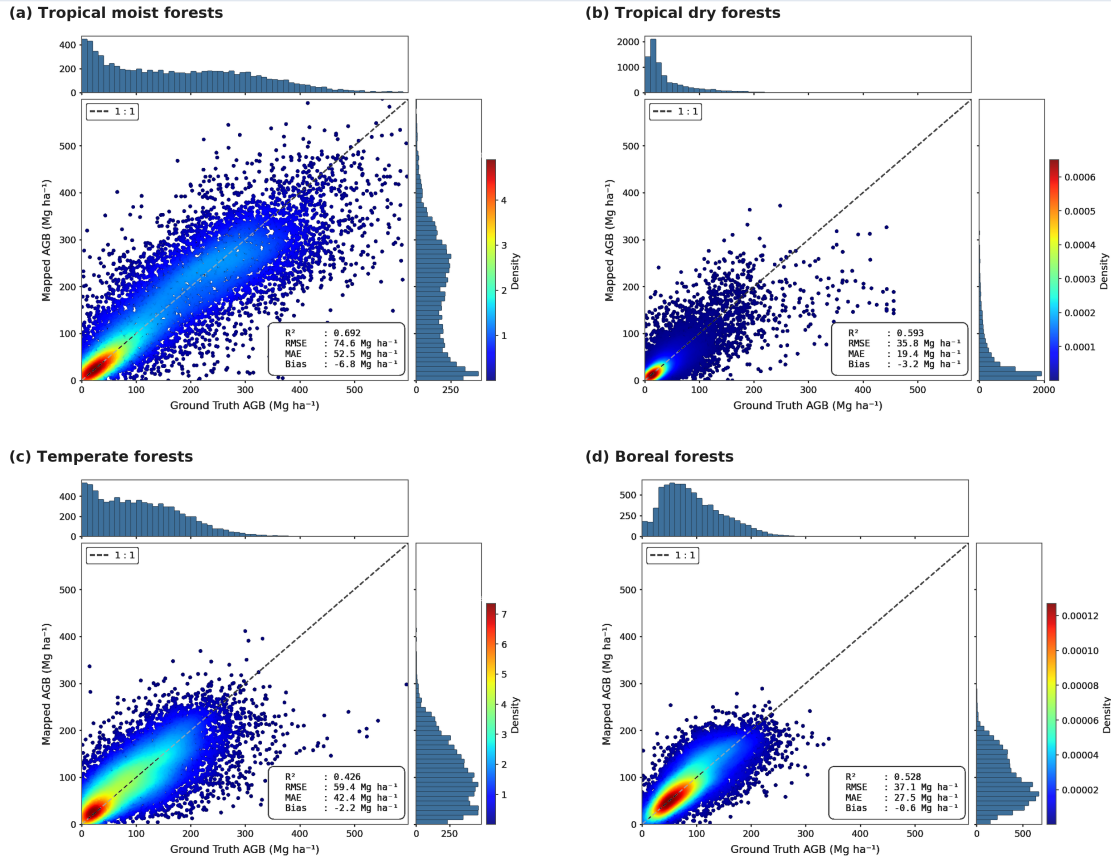 (a) Tropical moist forests
400
200
0
1 : 1
500
400
300
200
100
0
Mapped AGB (Mg ha⁻¹)
R² : 0.692
RMSE : 74.6 Mg ha⁻¹
MAE : 52.5 Mg ha⁻¹
Bias : -6.8 Mg ha⁻¹
0 100 200 300 400 500
Ground Truth AGB (Mg ha⁻¹)
0 250
4
3
2
1
Density
(b) Tropical dry forests
2000
1000
0
1 : 1
500
400
300
200
100
0
Mapped AGB (Mg ha⁻¹)
R² : 0.593
RMSE : 35.8 Mg ha⁻¹
MAE : 19.4 Mg ha⁻¹
Bias : -3.2 Mg ha⁻¹
0 100 200 300 400 500
Ground Truth AGB (Mg ha⁻¹)
0 2000
0.0006
0.0005
0.0004
0.0003
0.0002
0.0001
Density
(c) Temperate forests
400
200
0
1 : 1
500
400
300
200
100
0
Mapped AGB (Mg ha⁻¹)
R² : 0.426
RMSE : 59.4 Mg ha⁻¹
MAE : 42.4 Mg ha⁻¹
Bias : -2.2 Mg ha⁻¹
0 100 200 300 400 500
Ground Truth AGB (Mg ha⁻¹)
0 250
7
6
5
4
3
2
1
Density
(d) Boreal forests
500
250
0
1 : 1
500
400
300
200
100
0
Mapped AGB (Mg ha⁻¹)
R² : 0.528
RMSE : 37.1 Mg ha⁻¹
MAE : 27.5 Mg ha⁻¹
Bias : -0.6 Mg ha⁻¹
0 100 200 300 400 500
Ground Truth AGB (Mg ha⁻¹)
0 500
0.00012
0.00010
0.00008
0.00006
0.00004
0.00002
Density